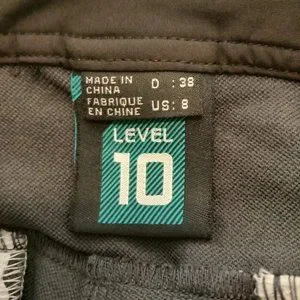 MADE IN
CHINA
FABRIQUE
EN CHINE
D : 38
US: 8
LEVEL
10